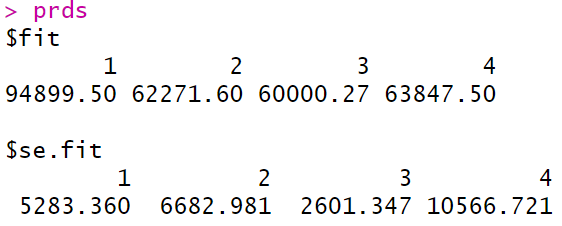 > prds
$fit
       1        2        3        4
94899.50 62271.60 60000.27 63847.50

$se.fit
        1         2         3         4
 5283.360  6682.981  2601.347 10566.721